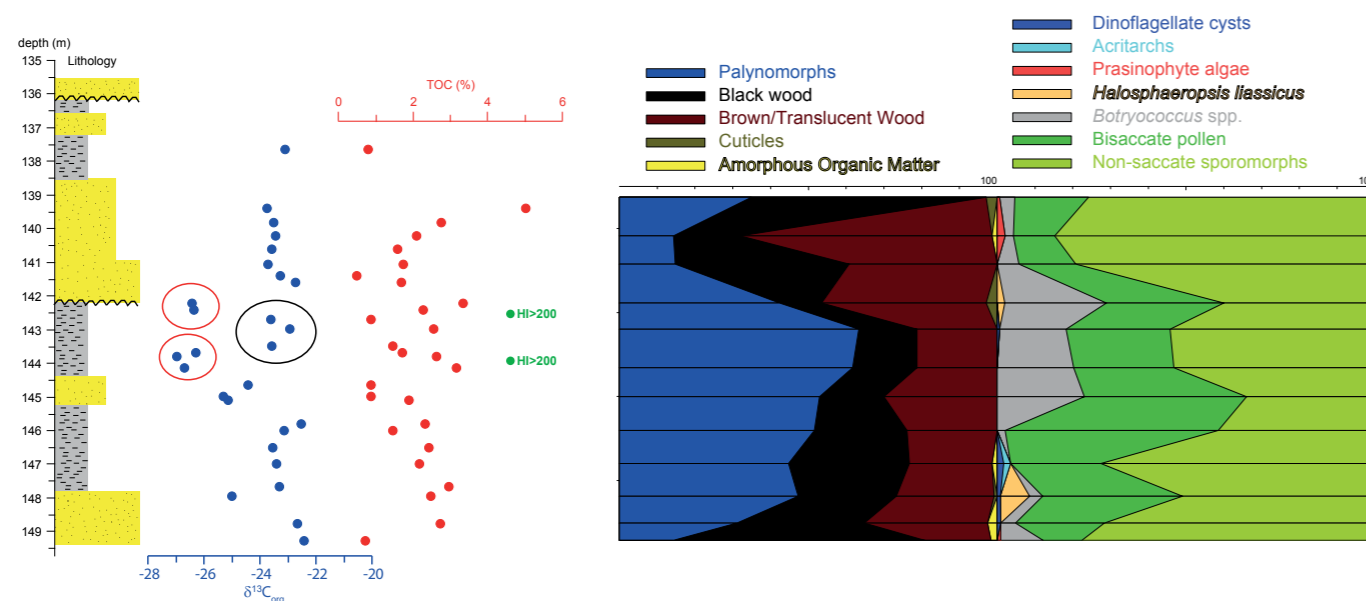 depth (m)
Lithology
135
136
137
138
139
140
141
142
143
144
145
146
147
148
149
TOC (%)
0 2 4 6
HI>200
HI>200
-28 -26 -24 -22 -20
δ¹³Corg
Palynomorphs
Black wood
Brown/Translucent Wood
Cuticles
Amorphous Organic Matter
Dinoflagellate cysts
Acritarchs
Prasinophyte algae
Halosphaeropsis liassicus
Botryococcus spp.
Bisaccate pollen
Non-saccate sporomorphs
100